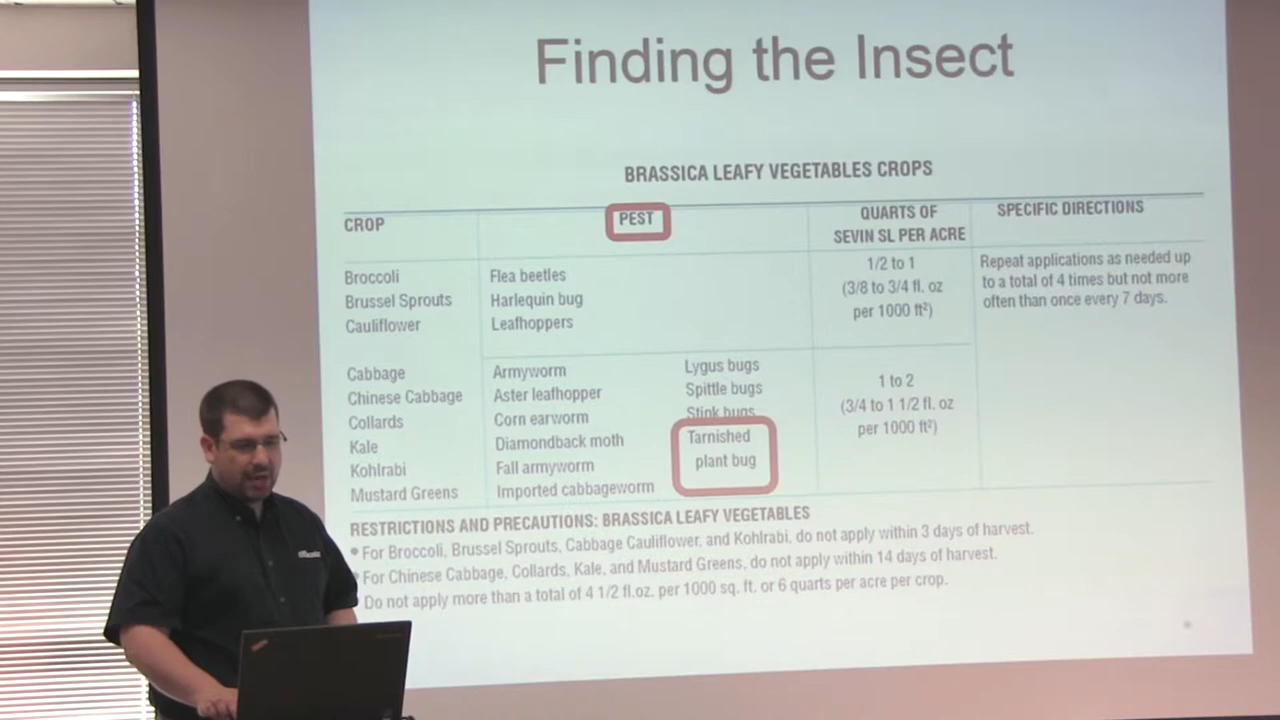 Finding the Insect
BRASSICA LEAFY VEGETABLES CROPS
CROP
PEST
QUARTS OF
SEVIN SL PER ACRE
SPECIFIC DIRECTIONS
Broccoli
Brussel Sprouts
Cauliflower
Flea beetles
Harlequin bug
Leafhoppers
1/2 to 1
(3/8 to 3/4 fl. oz
per 1000 ft²)
Repeat applications as needed up
to a total of 4 times but not more
often than once every 7 days.
Cabbage
Chinese Cabbage
Collards
Kale
Kohlrabi
Mustard Greens
Armyworm
Aster leafhopper
Corn earworm
Diamondback moth
Fall armyworm
Imported cabbageworm
Lygus bugs
Spittle bugs
Stink bugs
Tarnished
plant bug
1 to 2
(3/4 to 1 1/2 fl. oz
per 1000 ft²)
RESTRICTIONS AND PRECAUTIONS: BRASSICA LEAFY VEGETABLES
• For Broccoli, Brussel Sprouts, Cabbage Cauliflower, and Kohlrabi, do not apply within 3 days of harvest.
• For Chinese Cabbage, Collards, Kale, and Mustard Greens, do not apply within 14 days of harvest.
Do not apply more than a total of 4 1/2 fl.oz. per 1000 sq. ft. or 6 quarts per acre per crop.